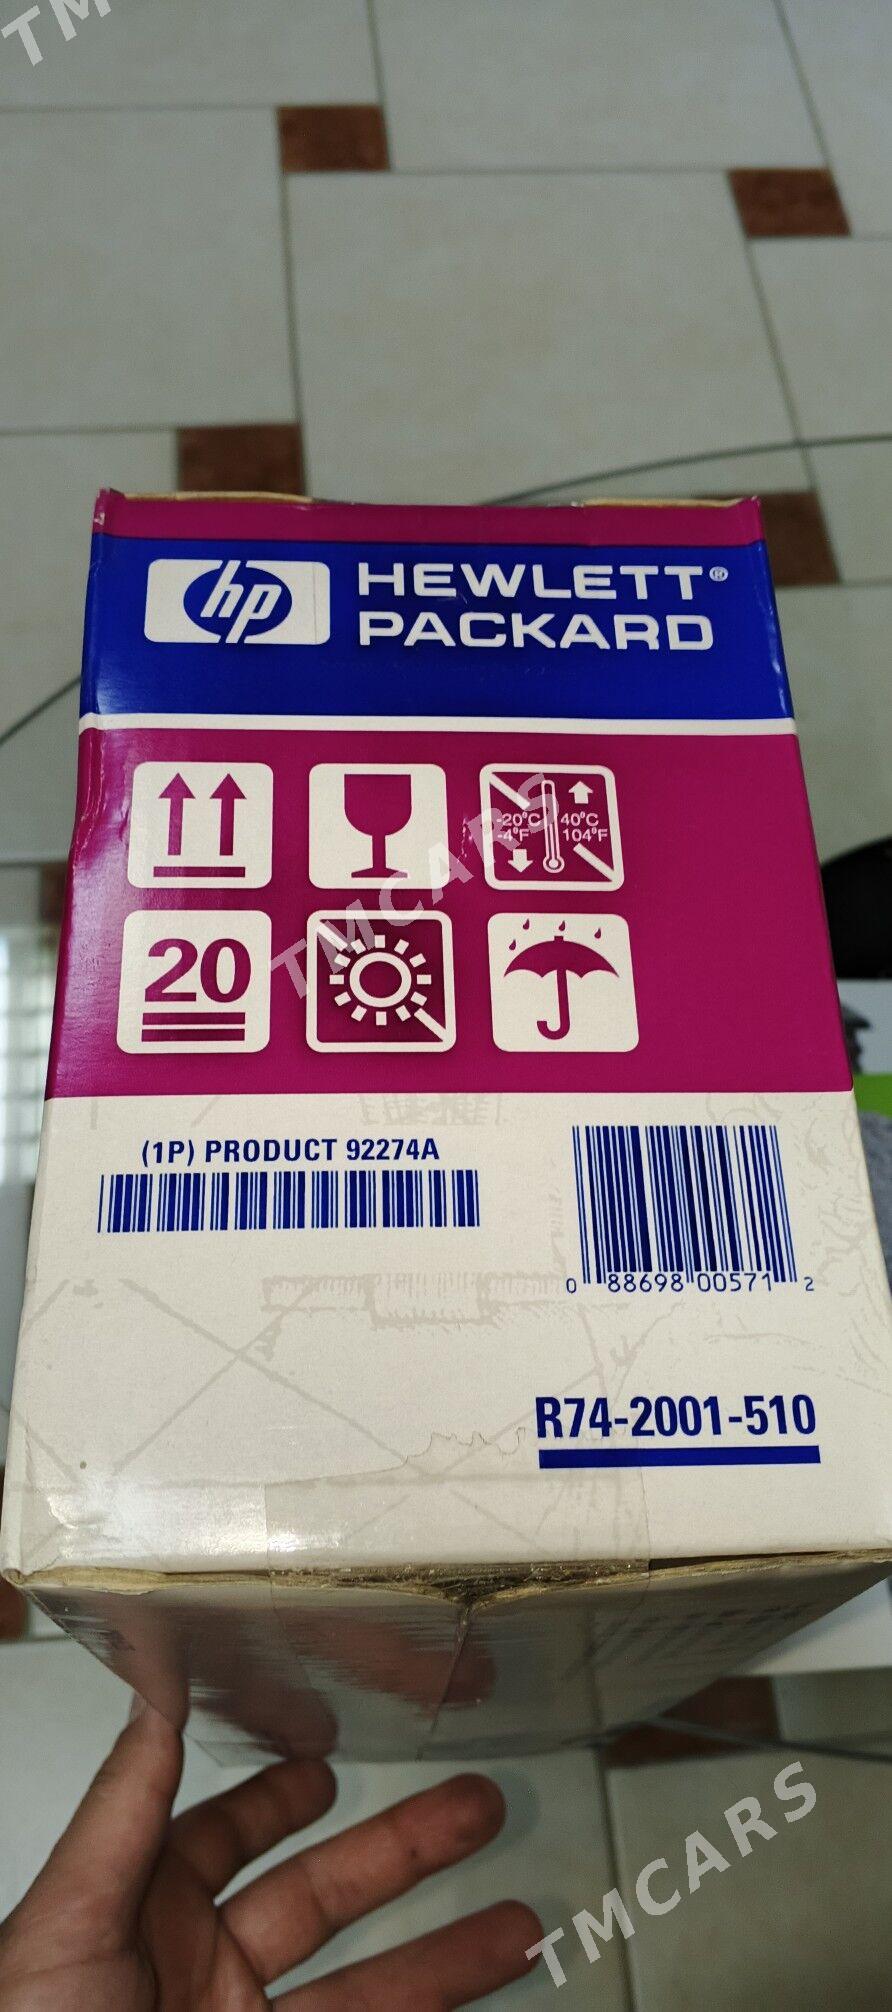 TM
hp HEWLETT®
PACKARD
-20°C 40°C
-4°F 104°F
20
TMCARS
(1P) PRODUCT 92274A
0 88698 00571 2
R74-2001-510
TMCARS